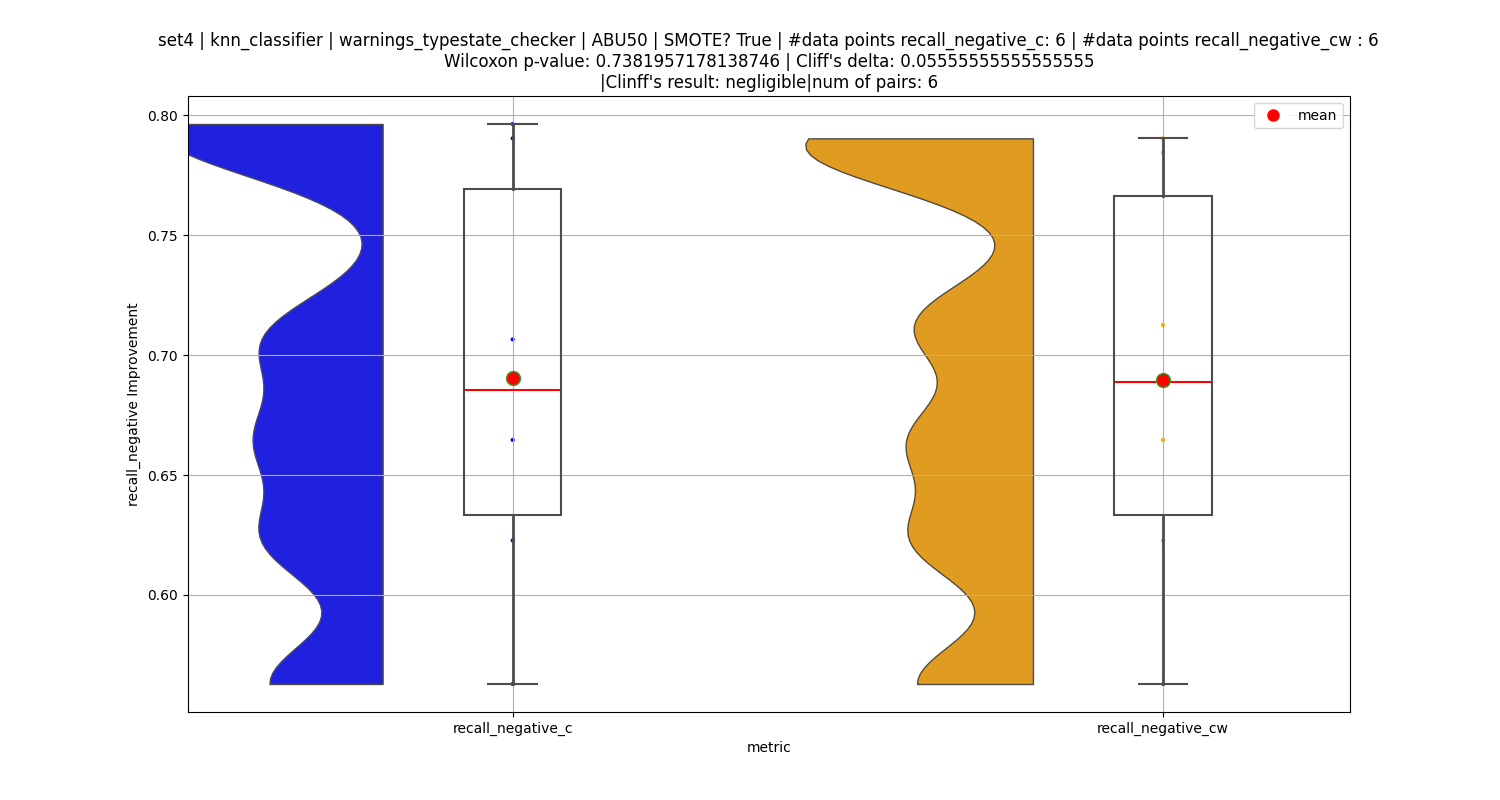 set4 | knn_classifier | warnings_typestate_checker | ABU50 | SMOTE? True | #data points recall_negative_c: 6 | #data points recall_negative_cw : 6
Wilcoxon p-value: 0.7381957178138746 | Cliff's delta: 0.05555555555555555
|Clinff's result: negligible|num of pairs: 6
mean
0.80
0.75
0.70
0.65
0.60
recall_negative Improvement
recall_negative_c
recall_negative_cw
metric